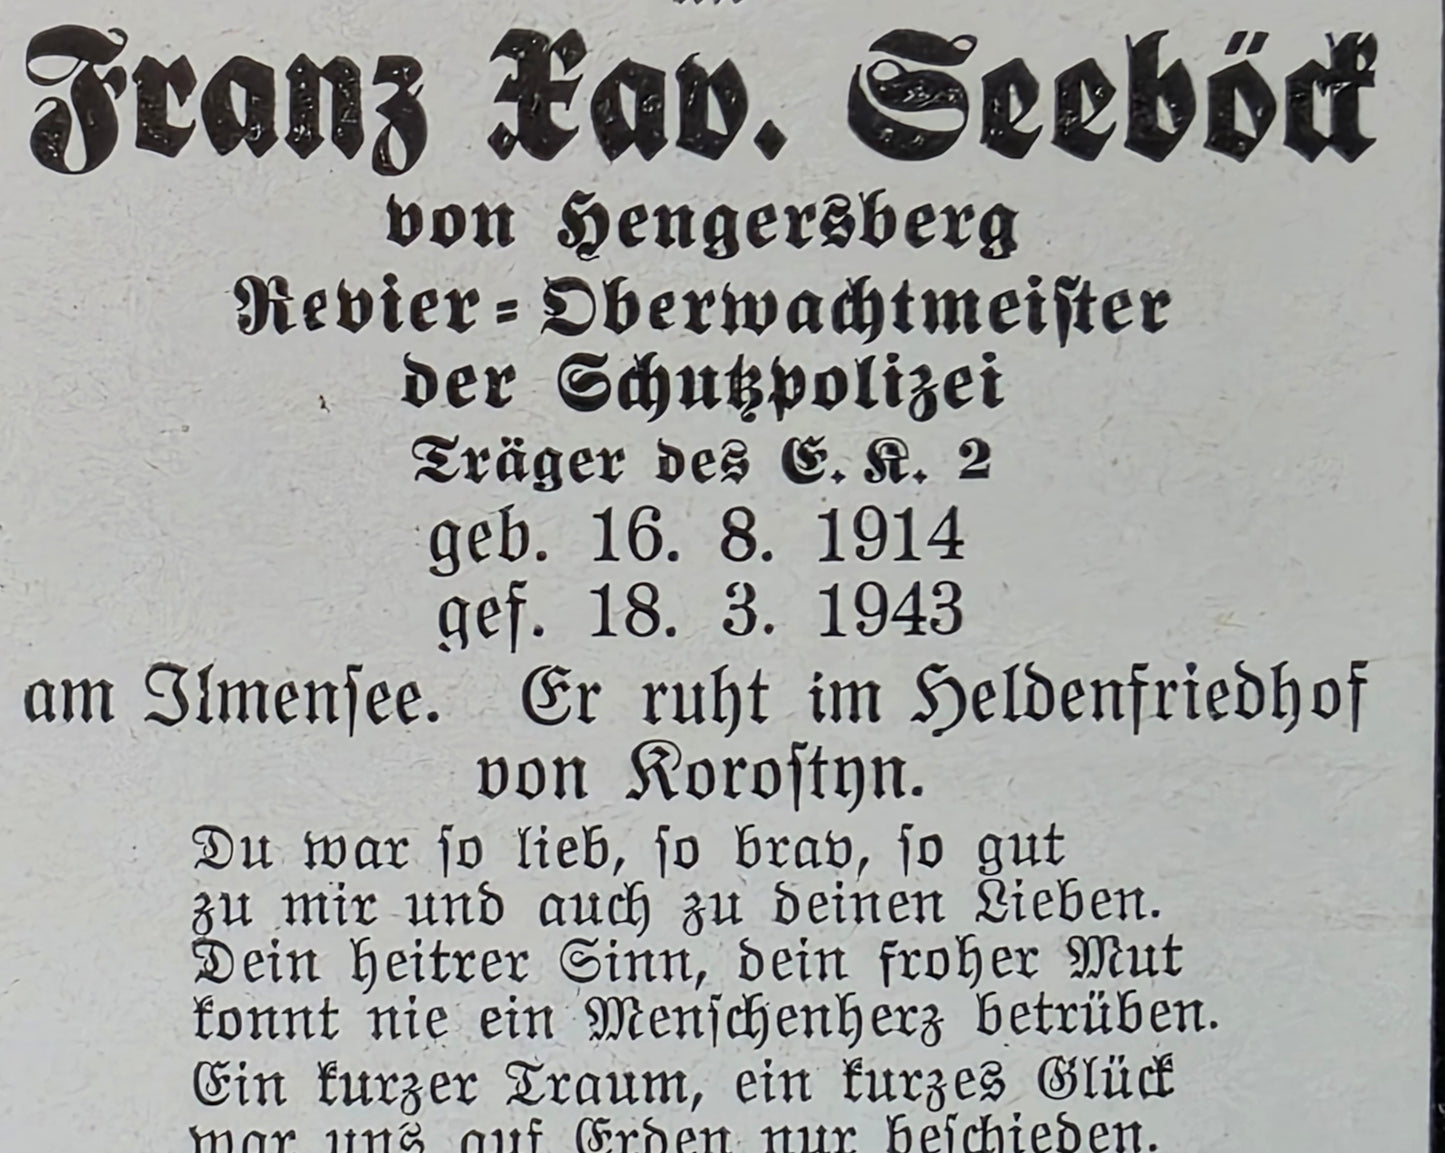 Franz Xav. Seeböck
von Hengersberg
Revier-Oberwachtmeister
der Schutzpolizei
Träger des E. K. 2
geb. 16. 8. 1914
gef. 18. 3. 1943
am Ilmensee. Er ruht im Heldenfriedhof
von Korostyn.
Du war so lieb, so brav, so gut
zu mir und auch zu deinen Lieben.
Dein heitrer Sinn, dein froher Mut
konnt nie ein Menschenherz betrüben.
Ein kurzer Traum, ein kurzes Glück
war uns auf Erden nur beschieden.